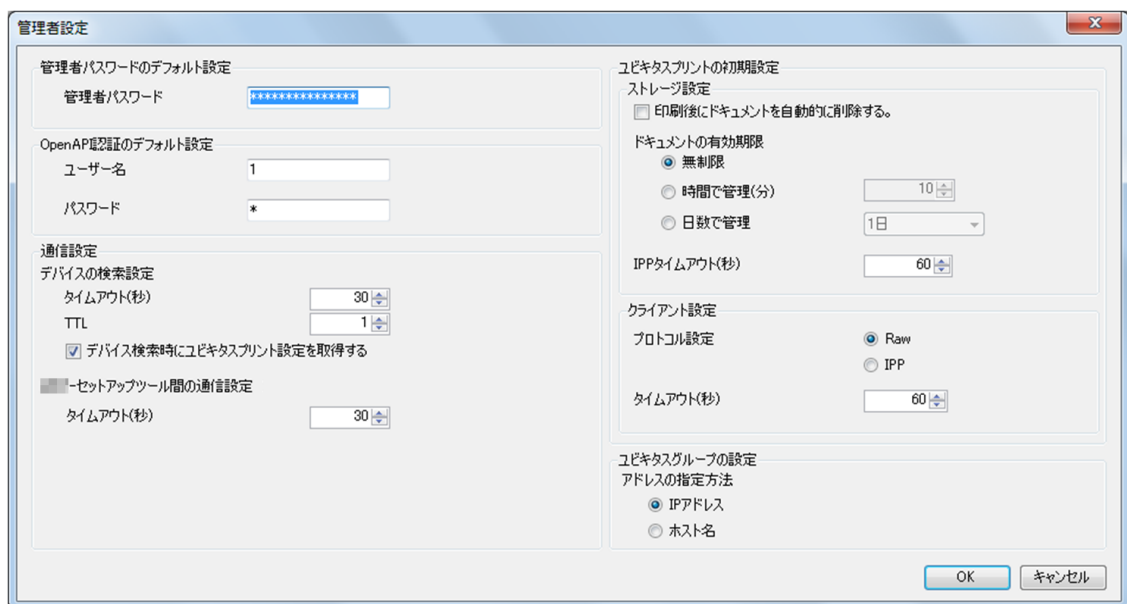 管理者設定
管理者パスワードのデフォルト設定
管理者パスワード
***************
OpenAPI認証のデフォルト設定
ユーザー名
1
パスワード
*
通信設定
デバイスの検索設定
タイムアウト(秒)
30
TTL
1
デバイス検索時にユビキタスプリント設定を取得する
-セットアップツール間の通信設定
タイムアウト(秒)
30
ユビキタスプリントの初期設定
ストレージ設定
印刷後にドキュメントを自動的に削除する。
ドキュメントの有効期限
無制限
時間で管理(分)
10
日数で管理
1日
IPPタイムアウト(秒)
60
クライアント設定
プロトコル設定
Raw
IPP
タイムアウト(秒)
60
ユビキタスグループの設定
アドレスの指定方法
IPアドレス
ホスト名
OK
キャンセル